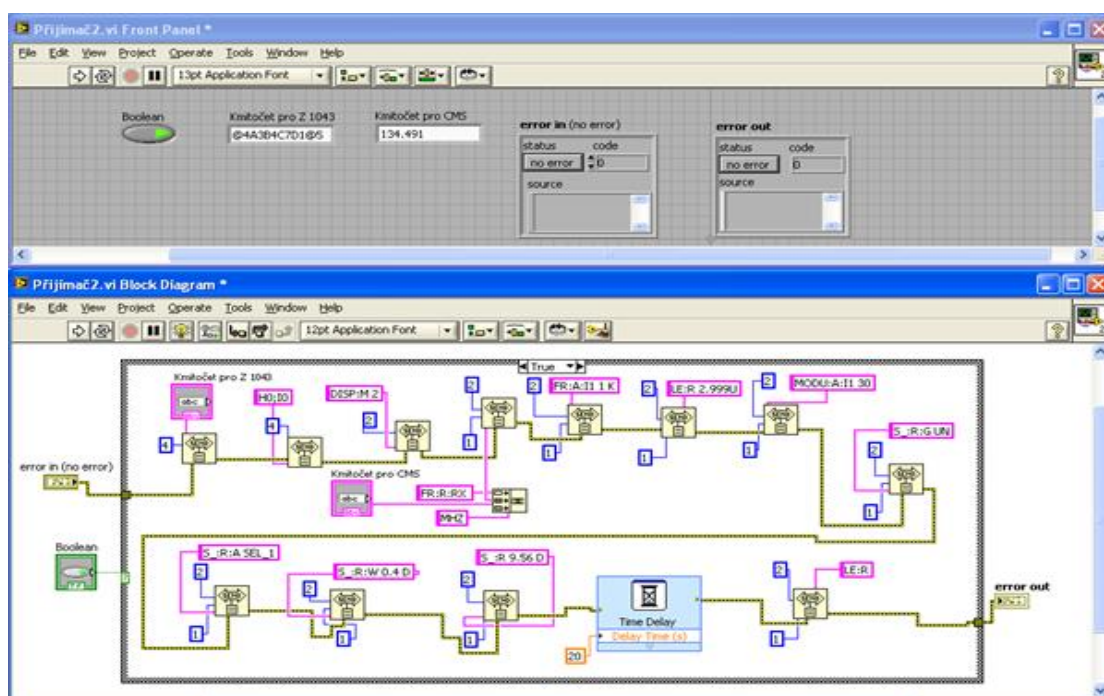 Přijímač2.vi Front Panel *
File Edit View Project Operate Tools Window Help
13pt Application Font
Boolean
Kmitočet pro Z 1043
Kmitočet pro CMS
@4A3B4C7D1@5
134.491
error in (no error)
status code
no error 0
source
error out
status code
no error 0
source
Přijímač2.vi Block Diagram *
File Edit View Project Operate Tools Window Help
12pt Application Font
True
Kmitočet pro Z 1043
abc
H0;I0
DISP:M 2
2
FR:A:I1 1 K
2
LE:R 2.999U
2
MODU:A:I1 30
4
4
2
1
1
1
1
S_:R:G UN
2
1
error in (no error)
Kmitočet pro CMS
abc
FR:R:RX
MHZ
Boolean
TF
S_:R:A SEL_1
2
1
S_:R:W 0.4 D
2
1
S_:R 9.56 D
2
1
Time Delay
Delay Time (s)
20
LE:R
2
1
error out